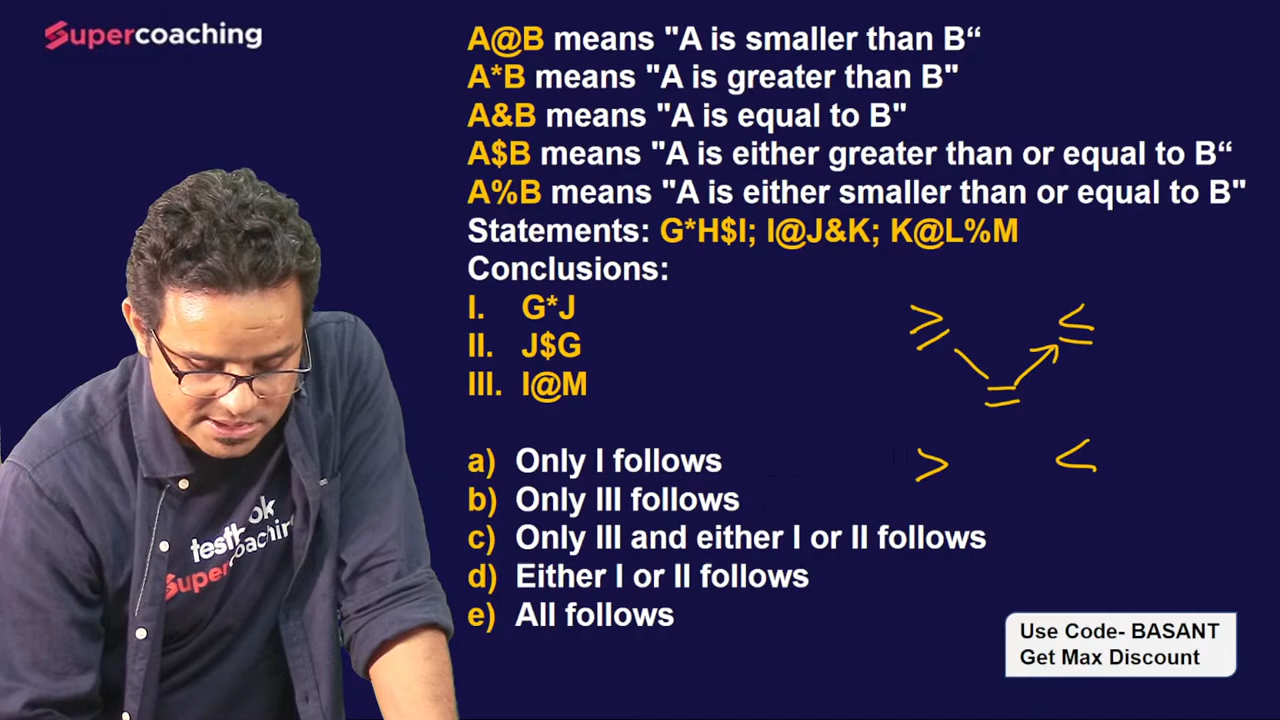 Supercoaching
A@B means "A is smaller than B“
A*B means "A is greater than B"
A&B means "A is equal to B"
A$B means "A is either greater than or equal to B“
A%B means "A is either smaller than or equal to B"
Statements: G*H$I; I@J&K; K@L%M
Conclusions:
I. G*J
II. J$G
III. I@M
≥ ≤
=
> <
a) Only I follows
b) Only III follows
c) Only III and either I or II follows
d) Either I or II follows
e) All follows
Supercoaching
Use Code- BASANT
Get Max Discount